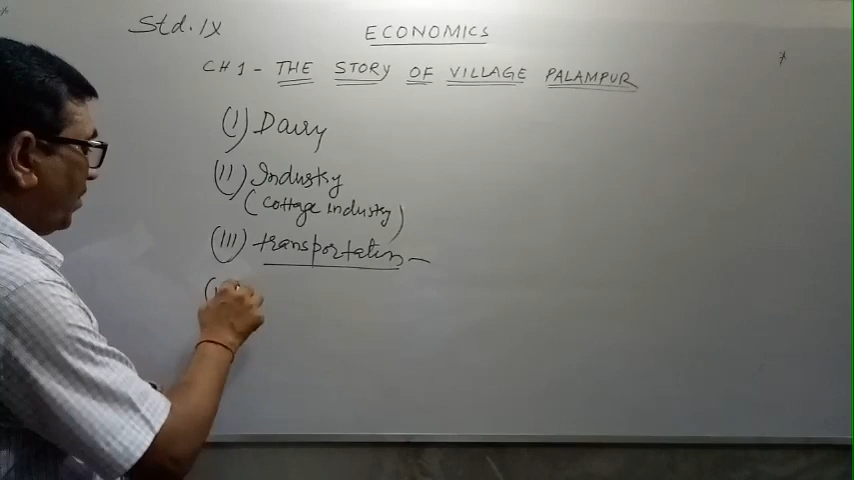 Std. IX
ECONOMICS
CH 1 - THE STORY OF VILLAGE PALAMPUR
(I) Dairy
(II) Industry
(Cottage industry)
(III) transportation -
(I